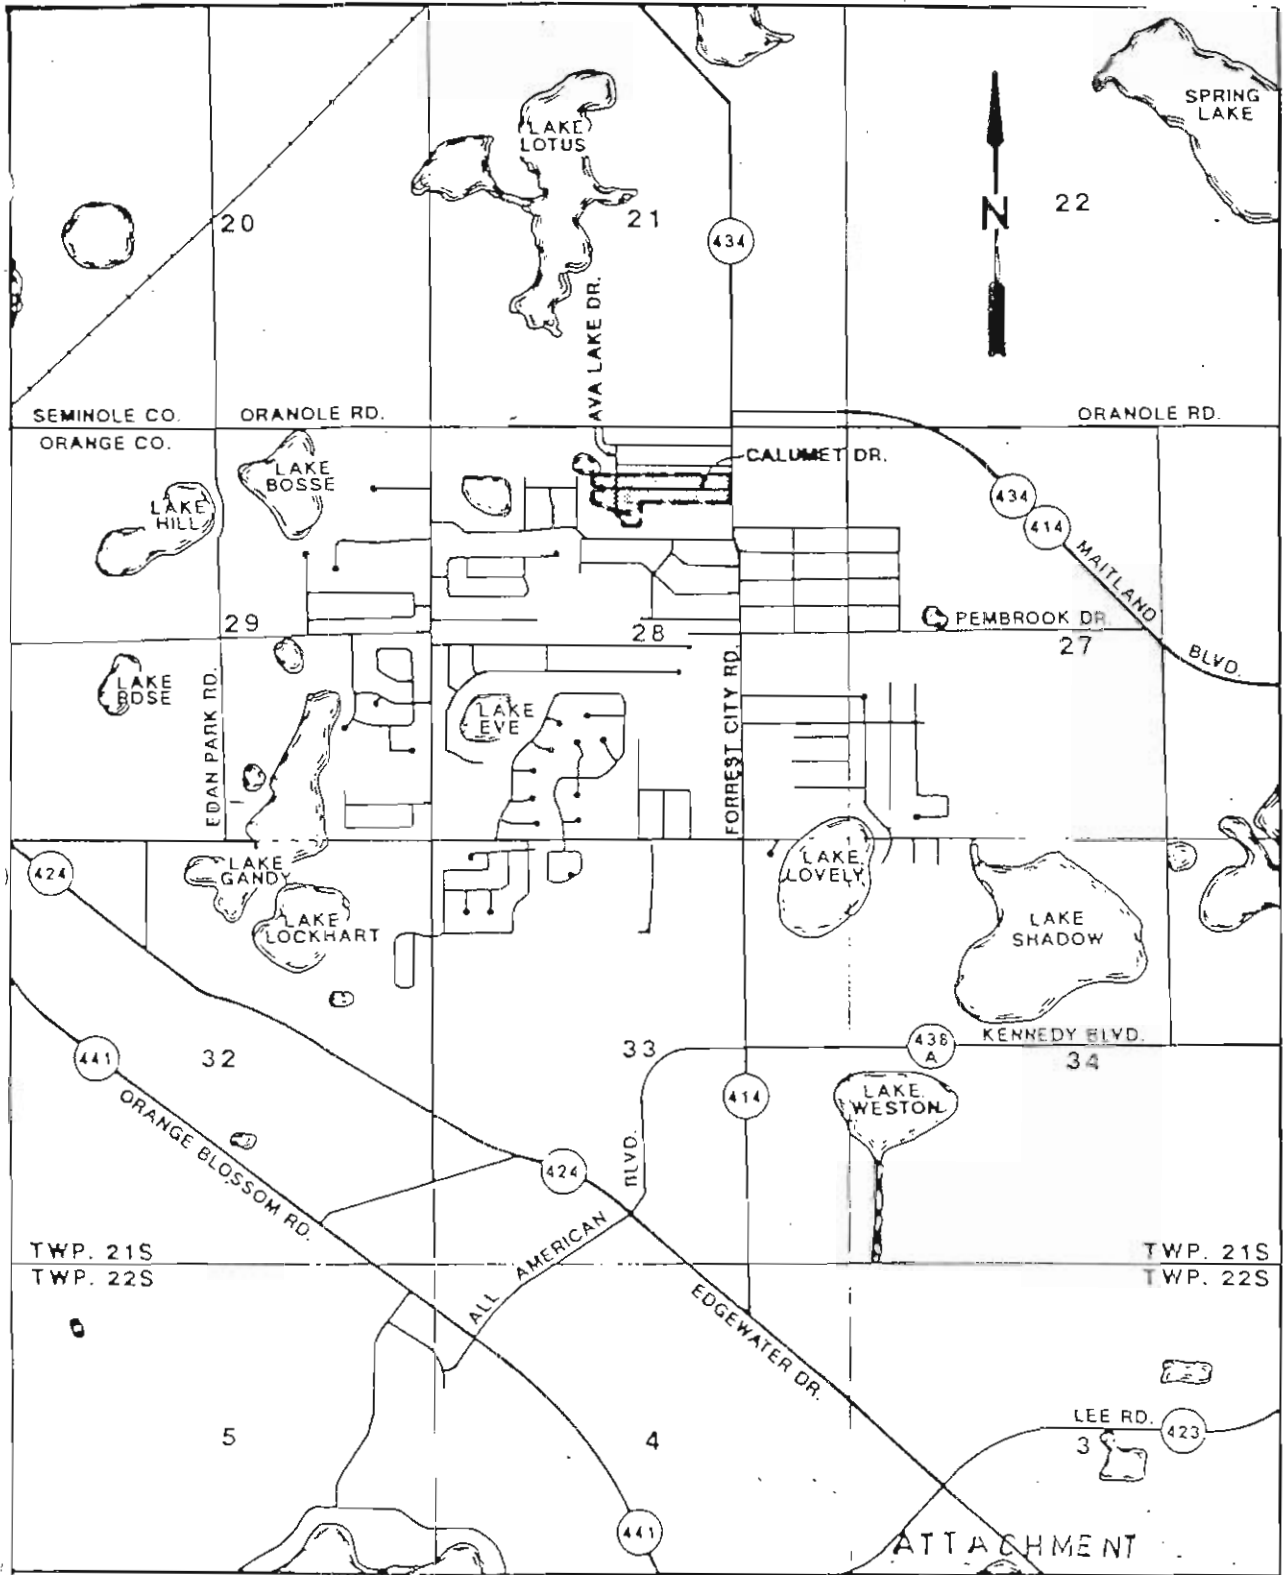 SPRING
LAKE
LAKE
LOTUS
N
20
21
22
434
AVA LAKE DR.
SEMINOLE CO.
ORANOLE RD.
ORANOLE RD.
ORANGE CO.
CALUMET DR.
LAKE
BOSSE
LAKE
HILL
434
414
MAITLAND BLVD.
PEMBROOK DR.
29
28
27
LAKE
BOSE
EDAN PARK RD.
LAKE
EVE
FORREST CITY RD.
424
LAKE
GANDY
LAKE
LOVELY
LAKE
LOCKHART
LAKE
SHADOW
441
32
33
438
A
KENNEDY BLVD.
34
414
LAKE
WESTON
ORANGE BLOSSOM RD.
424
ALL AMERICAN BLVD.
TWP. 21S
TWP. 21S
TWP. 22S
TWP. 22S
EDGEWATER DR.
5
4
LEE RD.
423
3
441
ATTACHMENT